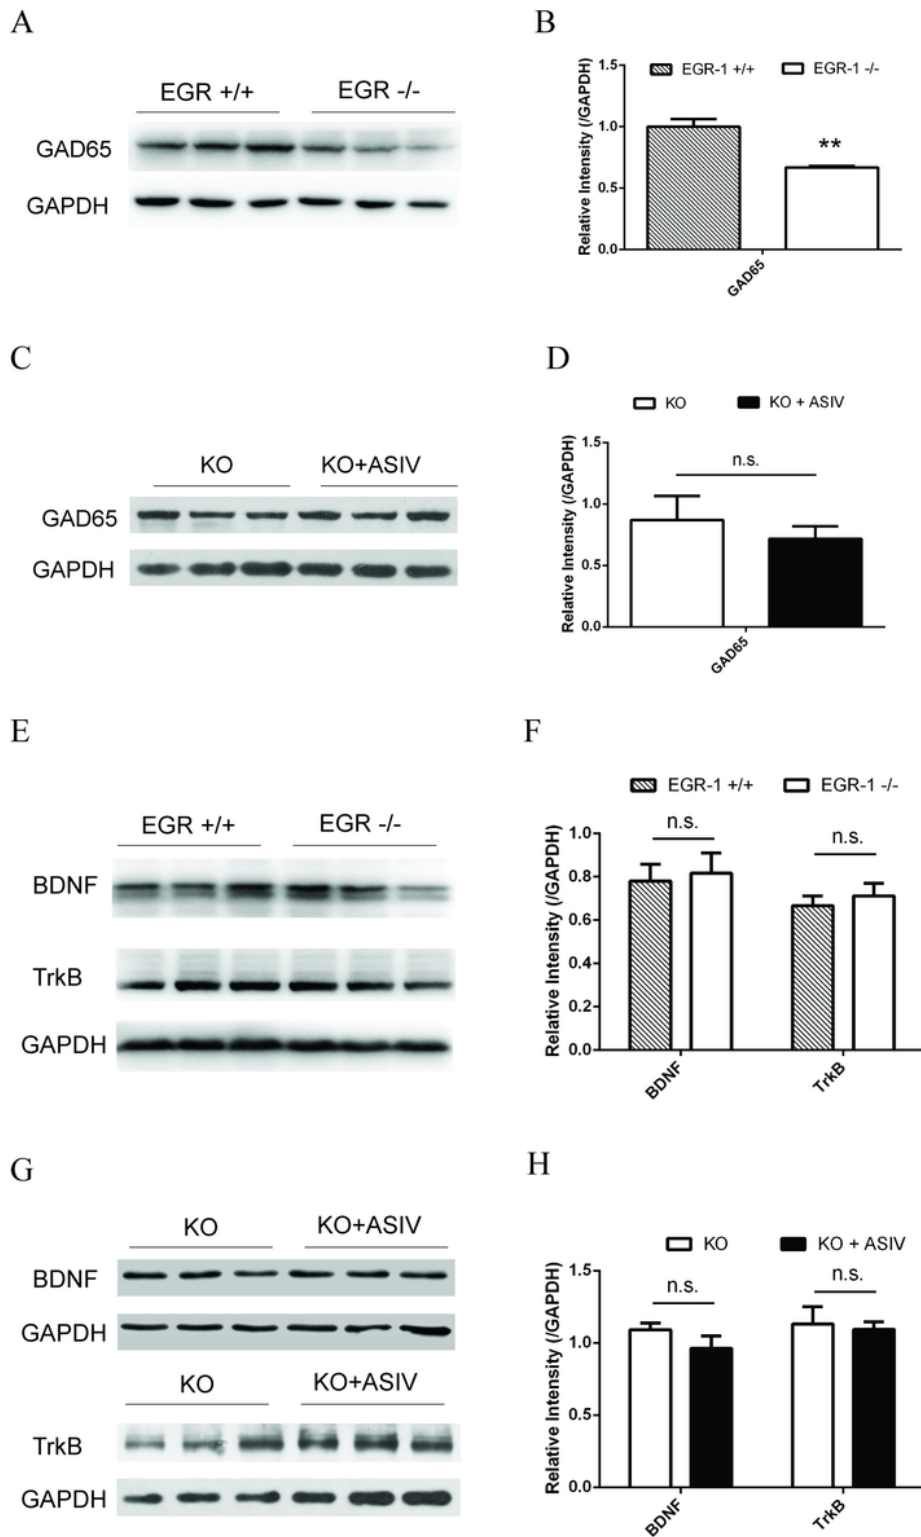 A
EGR +/+ EGR -/-
GAD65
GAPDH
B
EGR-1 +/+ EGR-1 -/-
Relative Intensity (/GAPDH)
1.5
1.0
**
0.5
0.0
GAD65
C
KO KO+ASIV
GAD65
GAPDH
D
KO KO + ASIV
Relative Intensity (/GAPDH)
1.5
n.s.
1.0
0.5
0.0
GAD65
E
EGR +/+ EGR -/-
BDNF
TrkB
GAPDH
F
EGR-1 +/+ EGR-1 -/-
Relative Intensity (/GAPDH)
1.0
n.s. n.s.
0.8
0.6
0.4
0.2
0.0
BDNF TrkB
G
KO KO+ASIV
BDNF
GAPDH
KO KO+ASIV
TrkB
GAPDH
H
KO KO + ASIV
Relative Intensity (/GAPDH)
1.5
n.s. n.s.
1.0
0.5
0.0
BDNF TrkB